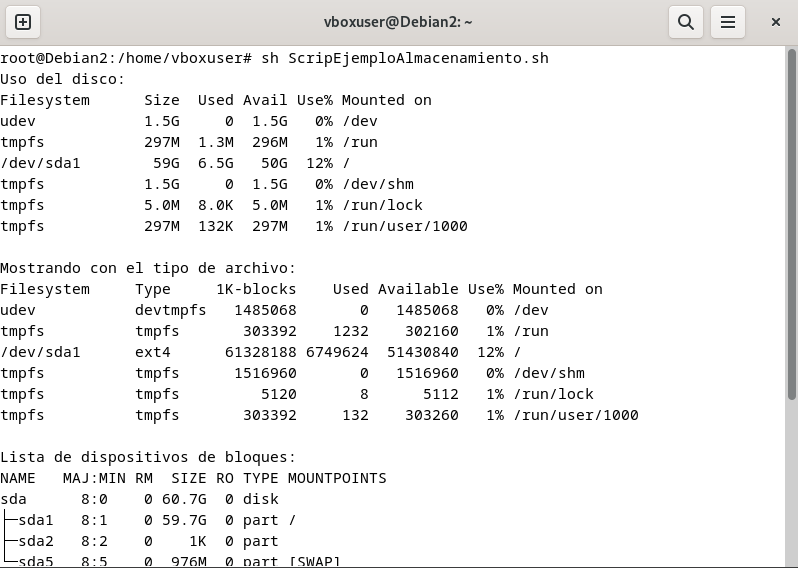 vboxuser@Debian2: ~
root@Debian2:/home/vboxuser# sh ScripEjemploAlmacenamiento.sh
Uso del disco:
Filesystem      Size  Used Avail Use% Mounted on
udev            1.5G     0  1.5G   0% /dev
tmpfs           297M  1.3M  296M   1% /run
/dev/sda1        59G  6.5G   50G  12% /
tmpfs           1.5G     0  1.5G   0% /dev/shm
tmpfs           5.0M  8.0K  5.0M   1% /run/lock
tmpfs           297M  132K  297M   1% /run/user/1000
Mostrando con el tipo de archivo:
Filesystem     Type     1K-blocks    Used Available Use% Mounted on
udev           devtmpfs   1485068       0   1485068   0% /dev
tmpfs          tmpfs       303392    1232    302160   1% /run
/dev/sda1      ext4      61328188 6749624  51430840  12% /
tmpfs          tmpfs      1516960       0   1516960   0% /dev/shm
tmpfs          tmpfs         5120       8      5112   1% /run/lock
tmpfs          tmpfs       303392     132    303260   1% /run/user/1000
Lista de dispositivos de bloques:
NAME   MAJ:MIN RM  SIZE RO TYPE MOUNTPOINTS
sda      8:0    0 60.7G  0 disk
├─sda1   8:1    0 59.7G  0 part /
├─sda2   8:2    0    1K  0 part
└─sda5   8:5    0  976M  0 part [SWAP]